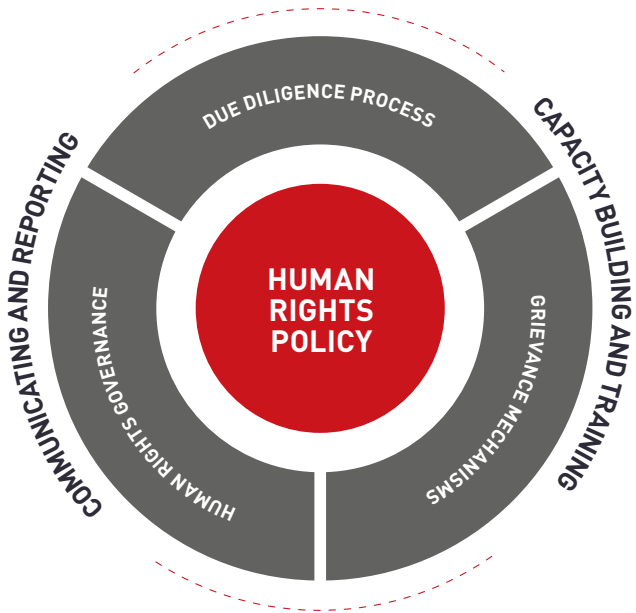 DUE DILIGENCE PROCESS
COMMUNICATING AND REPORTING
CAPACITY BUILDING AND TRAINING
HUMAN
RIGHTS
POLICY
HUMAN RIGHTS GOVERNANCE
GRIEVANCE MECHANISMS